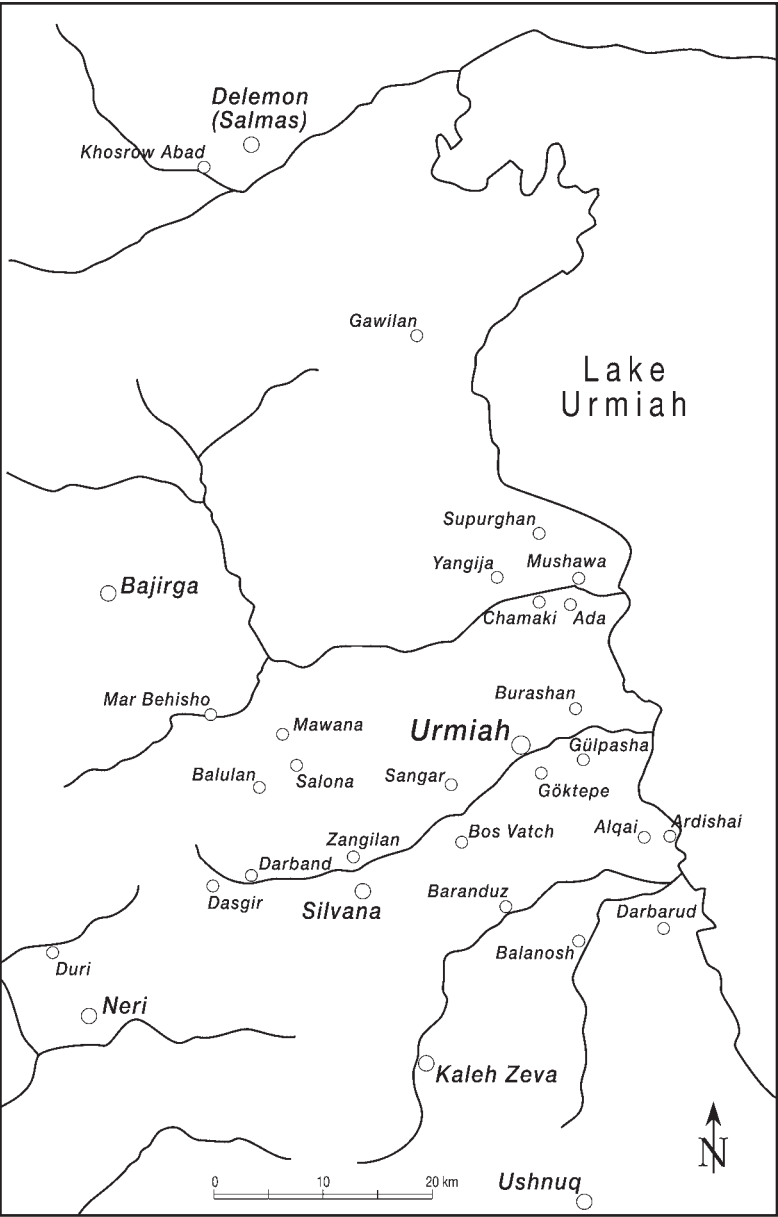 Delemon
(Salmas)
Khosrow Abad
Gawilan
Lake
Urmiah
Supurghan
Yangija
Mushawa
Bajirga
Chamaki
Ada
Mar Behisho
Burashan
Mawana
Urmiah
Gülpasha
Balulan
Salona
Sangar
Göktepe
Zangilan
Bos Vatch
Alqai
Ardishai
Darband
Dasgir
Silvana
Baranduz
Darbarud
Balanosh
Duri
Neri
Kaleh Zeva
N
0 10 20 km
Ushnuq